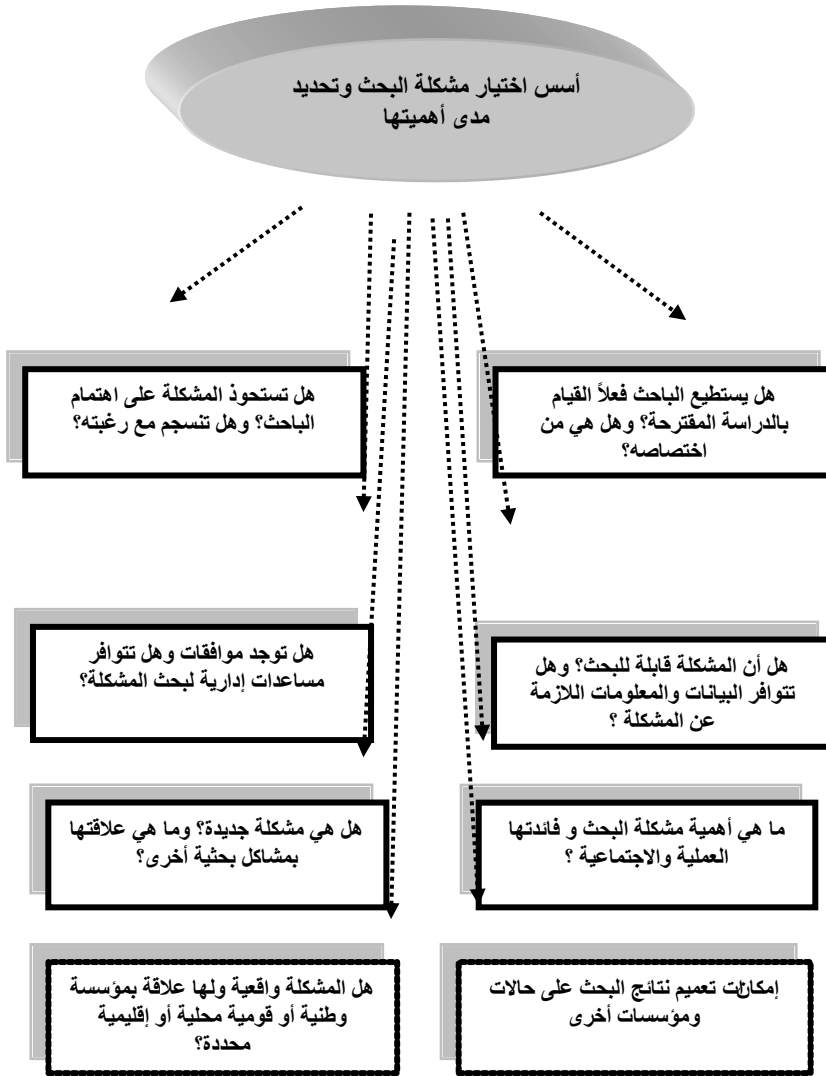 أسس اختيار مشكلة البحث وتحديد
مدى أهميتها
هل يستطيع الباحث فعلاً القيام
بالدراسة المقترحة؟ وهل هي من
اختصاصه؟
هل تستحوذ المشكلة على اهتمام
الباحث؟ وهل تنسجم مع رغبته؟
هل أن المشكلة قابلة للبحث؟ وهل
تتوافر البيانات والمعلومات اللازمة
عن المشكلة ؟
هل توجد موافقات وهل تتوافر
مساعدات إدارية لبحث المشكلة؟
ما هي أهمية مشكلة البحث و فائدتها
العملية والاجتماعية ؟
هل هي مشكلة جديدة؟ وما هي علاقتها
بمشاكل بحثية أخرى؟
إمكانات تعميم نتائج البحث على حالات
ومؤسسات أخرى
هل المشكلة واقعية ولها علاقة بمؤسسة
وطنية أو قومية محلية أو إقليمية
محددة؟